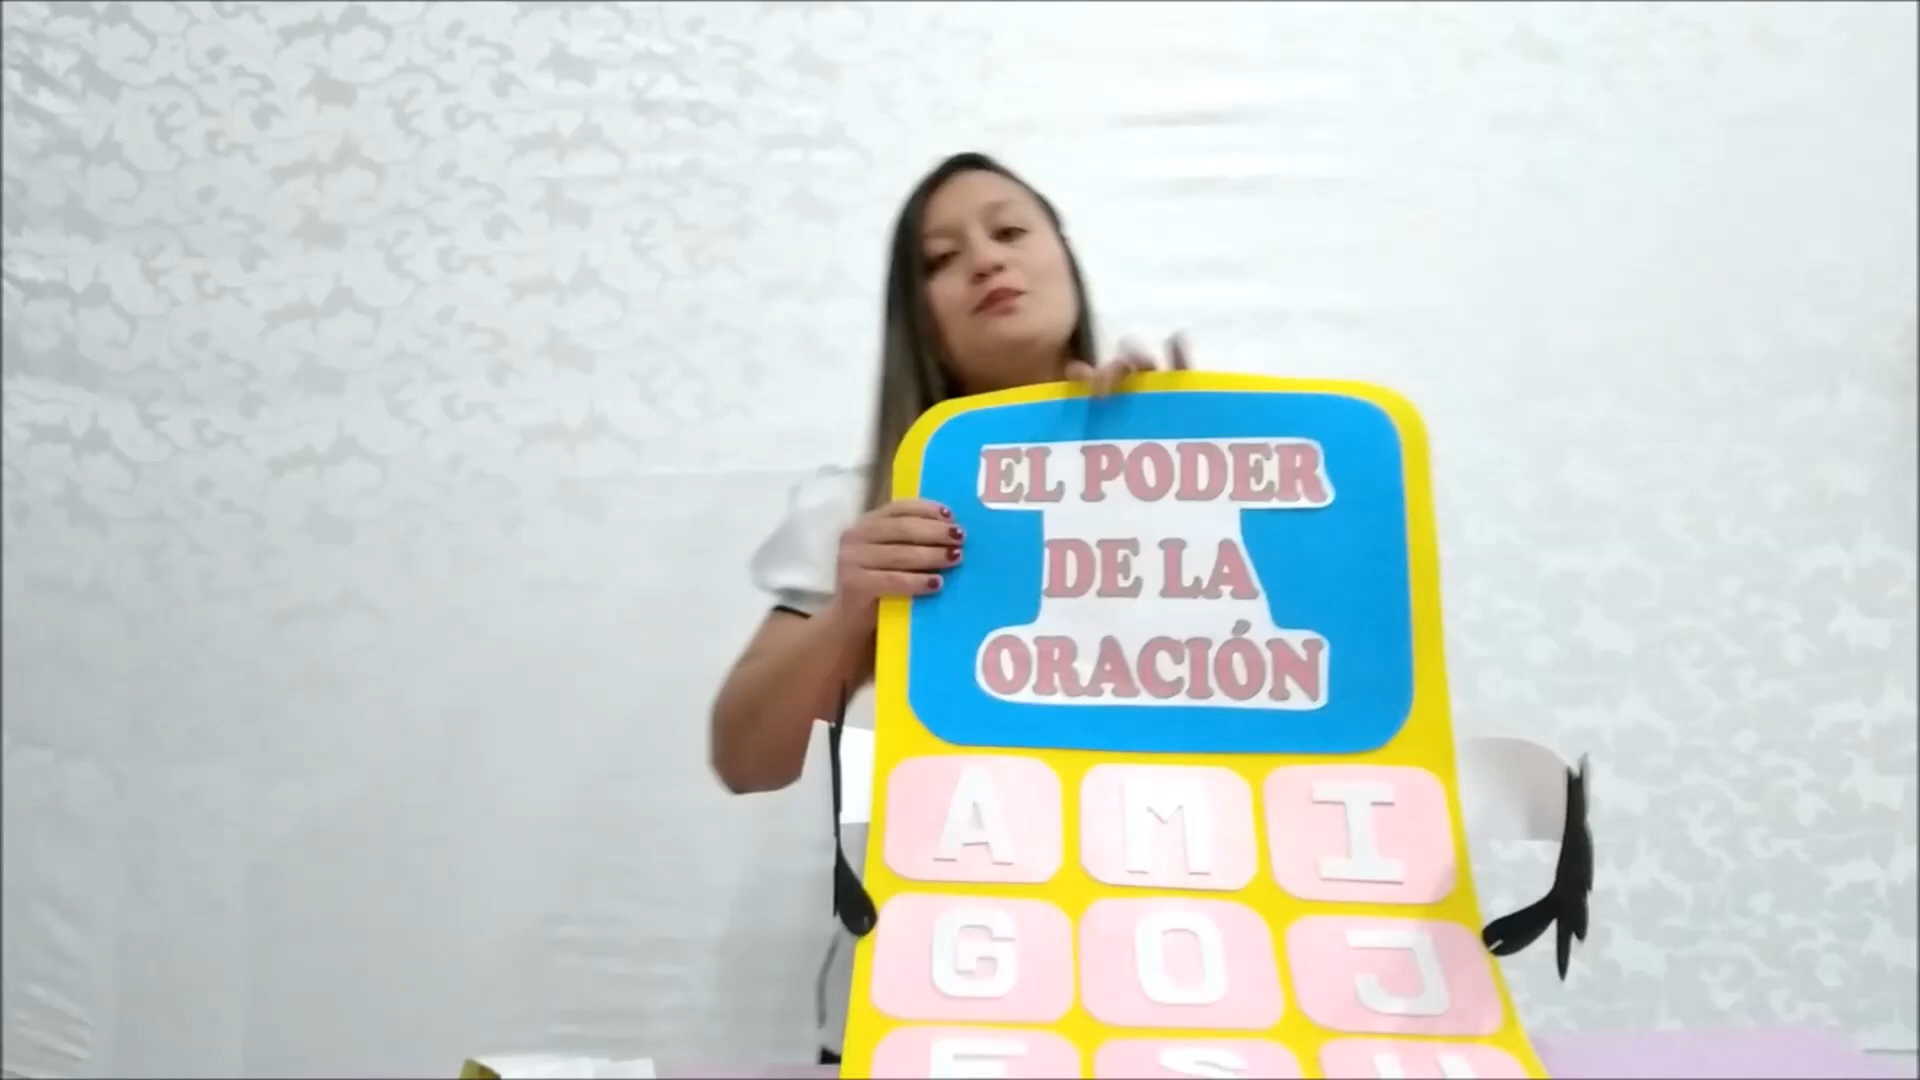 EL PODER
DE LA
ORACIÓN
A M I
G O J
E S U